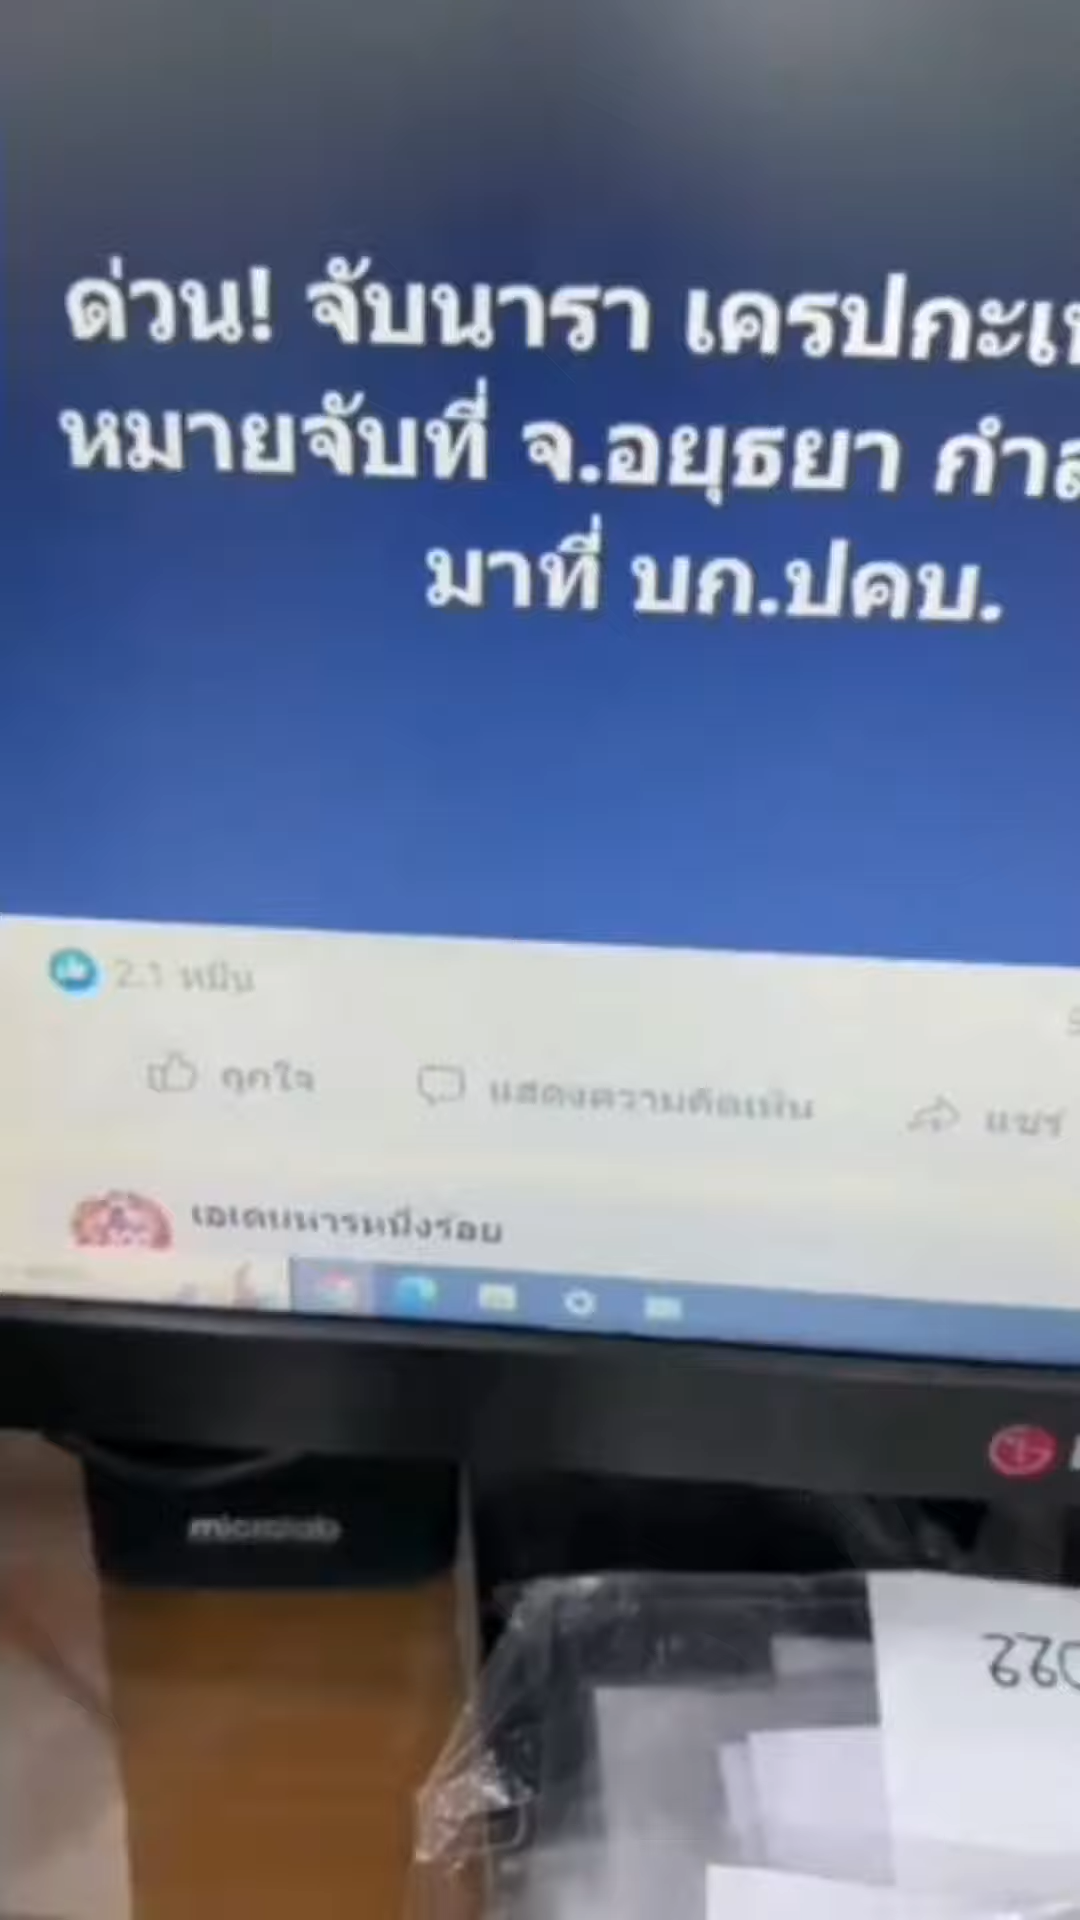 ด่วน! จับนารา เครปกะเ
หมายจับที่ จ.อยุธยา กำ
มาที่ บก.ปคบ.
2.1 หมื่น
ถูกใจ
แสดงความคิดเห็น
แชร์
microlab
220